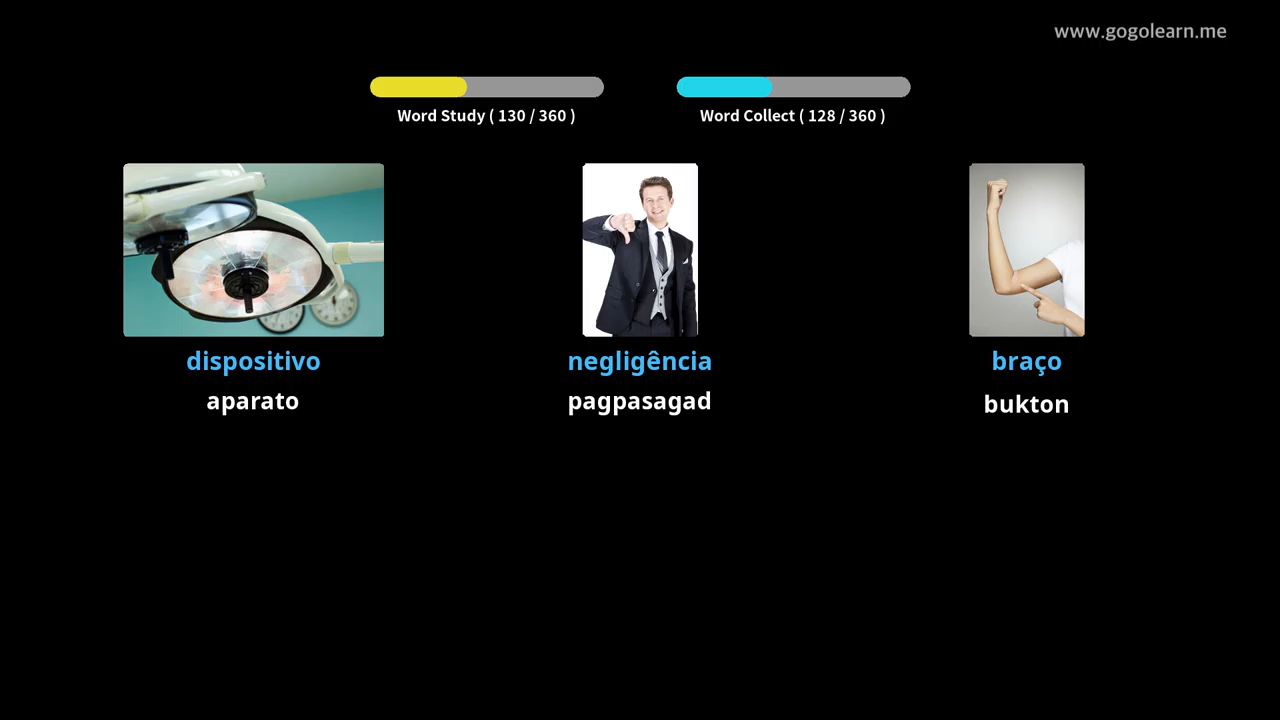 www.gogolearn.me
Word Study ( 130 / 360 )
Word Collect ( 128 / 360 )
dispositivo
negligência
braço
aparato
pagpasagad
bukton